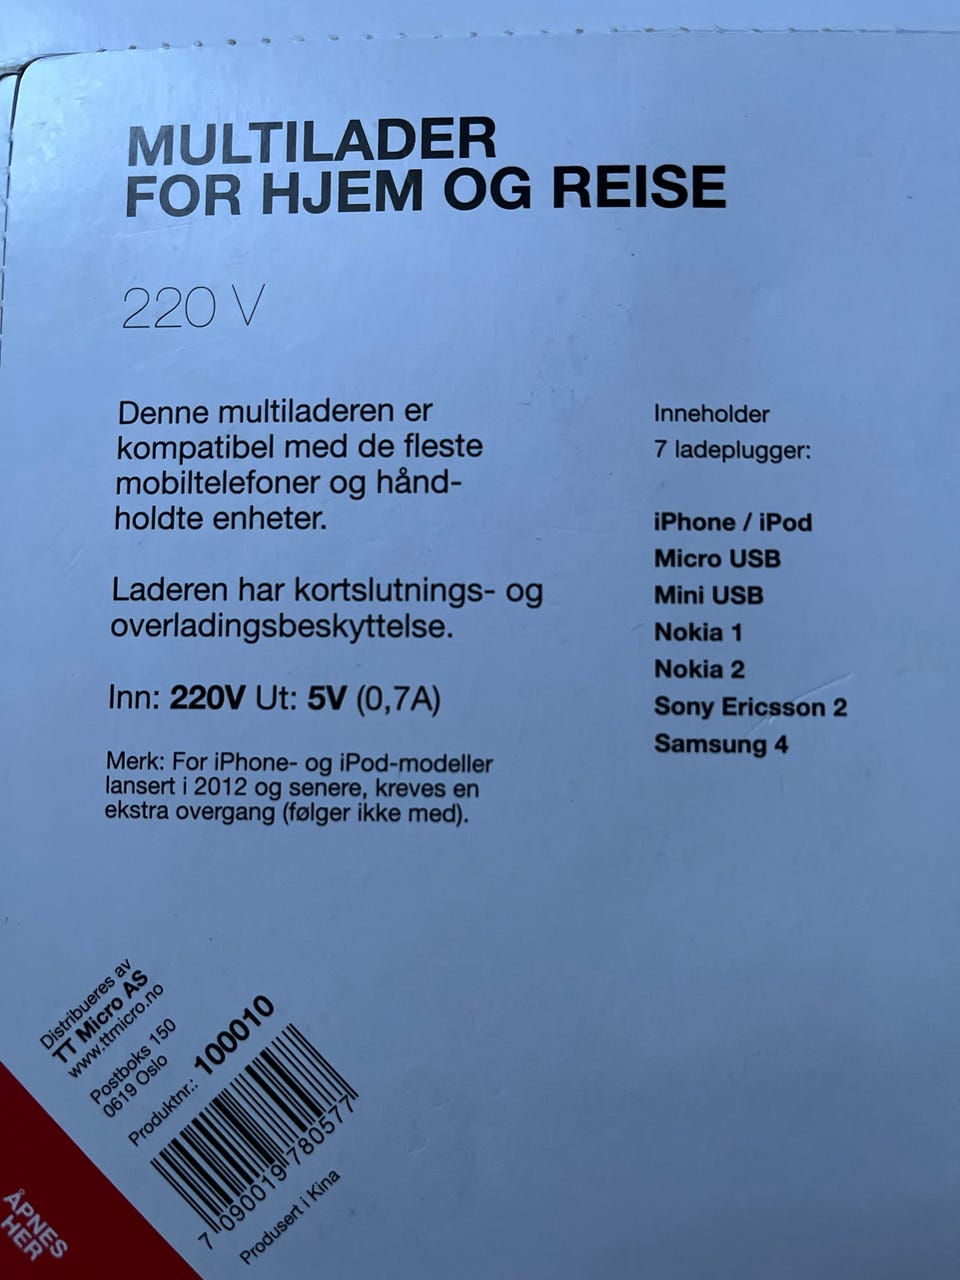 MULTILADER
FOR HJEM OG REISE
220 V
Denne multiladeren er
kompatibel med de fleste
mobiltelefoner og hånd-
holdte enheter.
Laderen har kortslutnings- og
overladingsbeskyttelse.
Inn: 220V Ut: 5V (0,7A)
Merk: For iPhone- og iPod-modeller
lansert i 2012 og senere, kreves en
ekstra overgang (følger ikke med).
Inneholder
7 ladeplugger:
iPhone / iPod
Micro USB
Mini USB
Nokia 1
Nokia 2
Sony Ericsson 2
Samsung 4
Distribueres av
TT Micro AS
www.ttmicro.no
Postboks 150
0619 Oslo
Produktnr.: 100010
7 090019 780577
Produsert i Kina
ÅPNES
HER